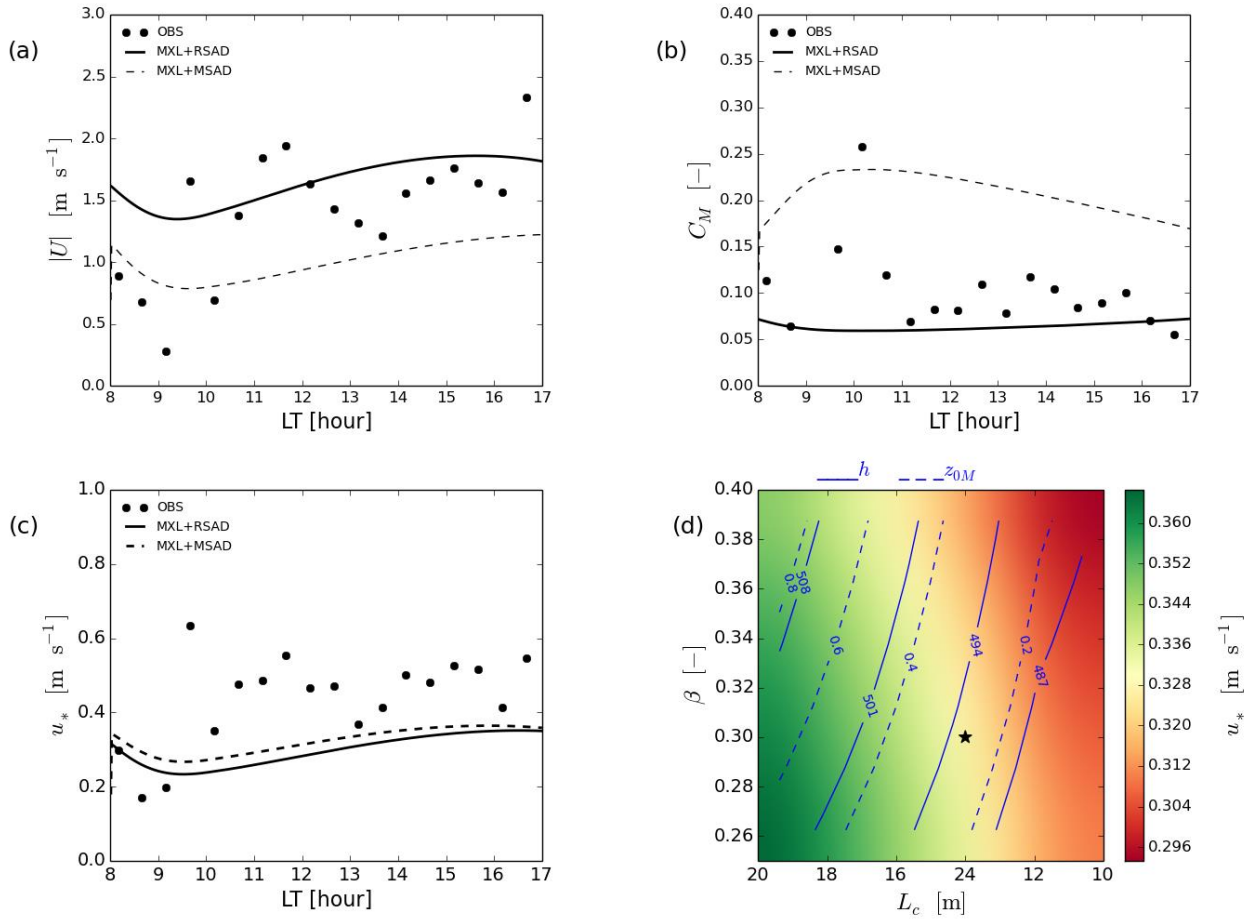 (a)
3.0
2.5
2.0
1.5
1.0
0.5
0.0
|U| [m s⁻¹]
OBS
MXL+RSAD
MXL+MSAD
8 9 10 11 12 13 14 15 16 17
LT [hour]
(b)
0.40
0.35
0.30
0.25
0.20
0.15
0.10
0.05
0.00
C_M [−]
OBS
MXL+RSAD
MXL+MSAD
8 9 10 11 12 13 14 15 16 17
LT [hour]
(c)
1.0
0.8
0.6
0.4
0.2
0.0
u_* [m s⁻¹]
OBS
MXL+RSAD
MXL+MSAD
8 9 10 11 12 13 14 15 16 17
LT [hour]
(d)
h z_{0M}
0.40
0.38
0.36
0.34
0.32
0.30
0.28
0.26
β [−]
508
0.8
0.6
501
0.4
494
0.2
487
20 18 16 24 12 10
L_c [m]
0.360
0.352
0.344
0.336
0.328
0.320
0.312
0.304
0.296
u_* [m s⁻¹]